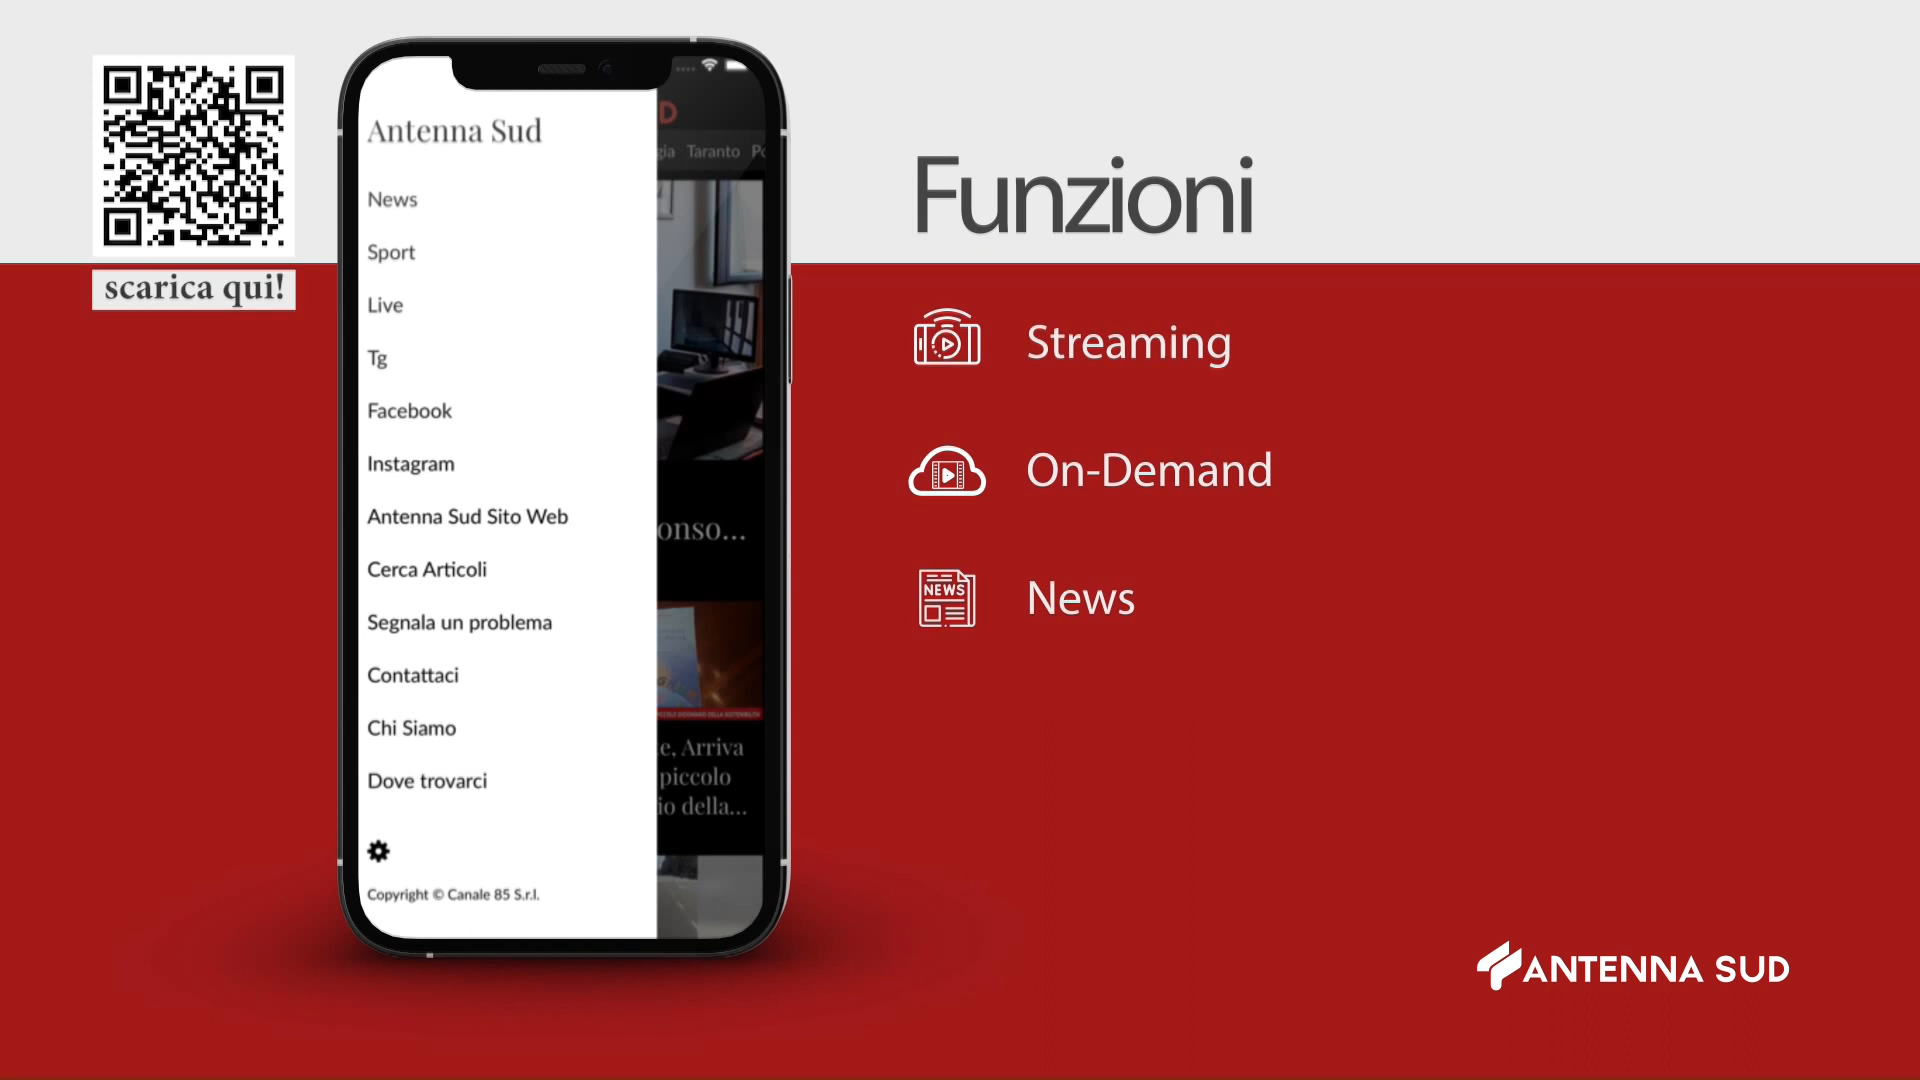 scarica qui!
Antenna Sud
News
Sport
Live
Tg
Facebook
Instagram
Antenna Sud Sito Web
Cerca Articoli
Segnala un problema
Contattaci
Chi Siamo
Dove trovarci
Copyright © Canale 85 S.r.l.
D
gia Taranto Po
onso...
e, Arriva
piccolo
io della...
Funzioni
Streaming
On-Demand
NEWS
News
ANTENNA SUD